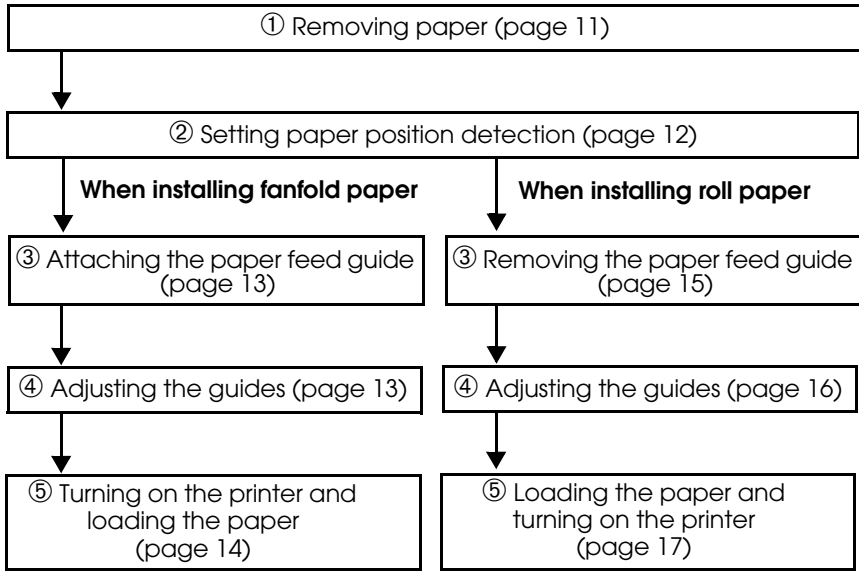 ① Removing paper (page 11)
② Setting paper position detection (page 12)
When installing fanfold paper
③ Attaching the paper feed guide
(page 13)
④ Adjusting the guides (page 13)
⑤ Turning on the printer and
loading the paper
(page 14)
When installing roll paper
③ Removing the paper feed guide
(page 15)
④ Adjusting the guides (page 16)
⑤ Loading the paper and
turning on the printer
(page 17)